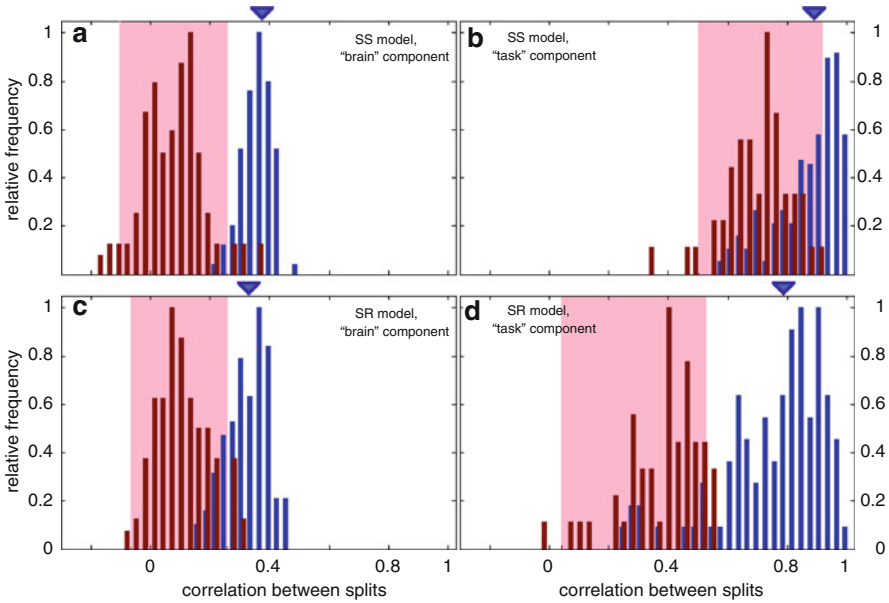 a
SS model,
“brain” component
b
SS model,
“task” component
relative frequency
1
0.8
0.6
0.4
0.2
1
0.8
0.6
0.4
0.2
c
SR model,
“brain” component
d
SR model,
“task” component
relative frequency
1
0.8
0.6
0.4
0.2
0
1
0.8
0.6
0.4
0.2
0
0 0.4 0.8 1
0 0.4 0.8 1
correlation between splits
correlation between splits